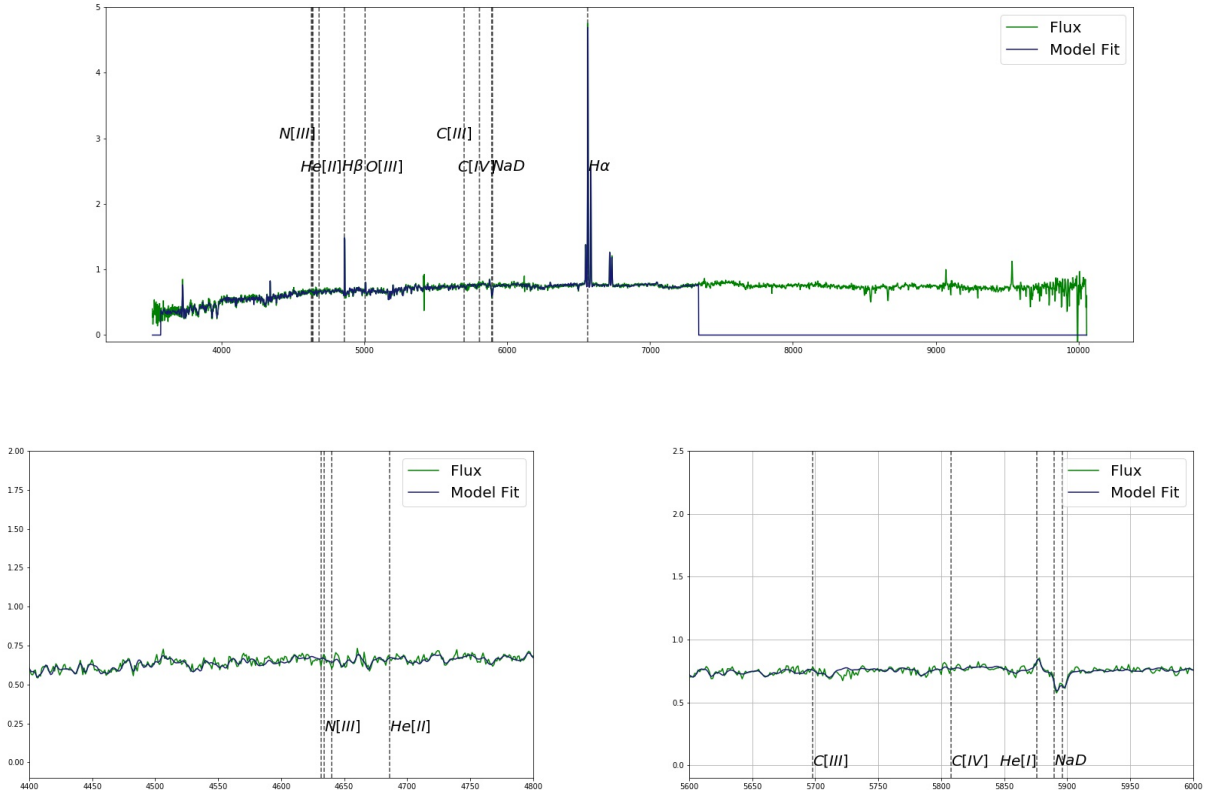 5
4
3
2
1
0
Flux
Model Fit
N[III]
C[III]
He[II]
Hβ
O[III]
C[IV]
NaD
Hα
4000 5000 6000 7000 8000 9000 10000
2.00
1.75
1.50
1.25
1.00
0.75
0.50
0.25
0.00
Flux
Model Fit
N[III]
He[II]
4400 4450 4500 4550 4600 4650 4700 4750 4800
2.5
2.0
1.5
1.0
0.5
0.0
Flux
Model Fit
C[III]
C[IV]
He[I]
NaD
5600 5650 5700 5750 5800 5850 5900 5950 6000